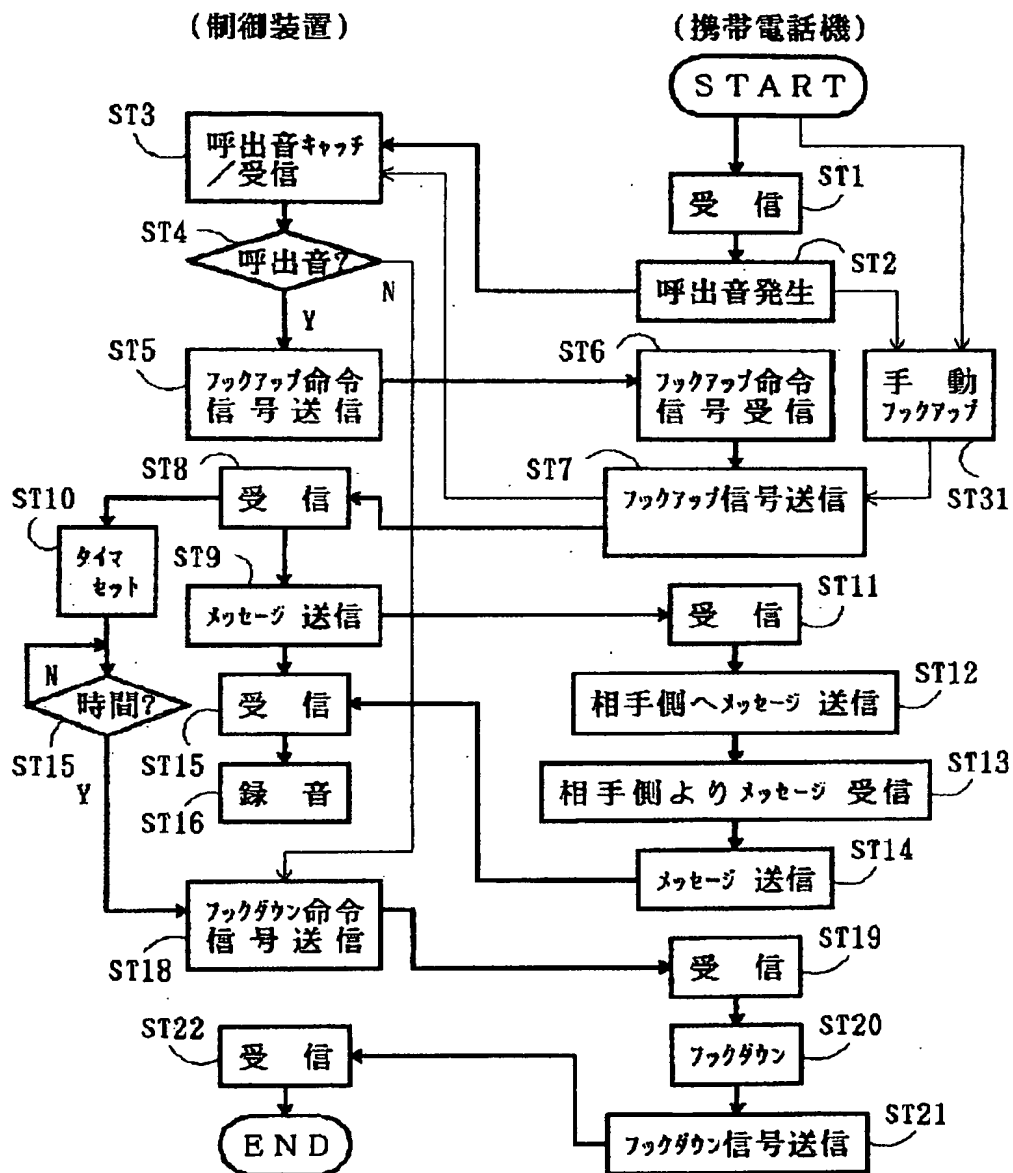 (制御装置)
(携帯電話機)
START
ST3
呼出音キャッチ
/受信
ST1
受 信
ST4
呼出音?
N
Y
ST2
呼出音発生
ST5
フックアップ命令
信号送信
ST6
フックアップ命令
信号受信
手 動
フックアップ
ST31
ST8
受 信
ST7
フックアップ信号送信
ST10
タイマ
セット
ST9
メッセージ 送信
ST11
受 信
N
時間?
ST15
Y
受 信
ST15
ST12
相手側へメッセージ 送信
録 音
ST16
ST13
相手側よりメッセージ 受信
ST14
メッセージ 送信
フックダウン命令
信号送信
ST18
ST19
受 信
ST20
フックダウン
ST22
受 信
ST21
フックダウン信号送信
END